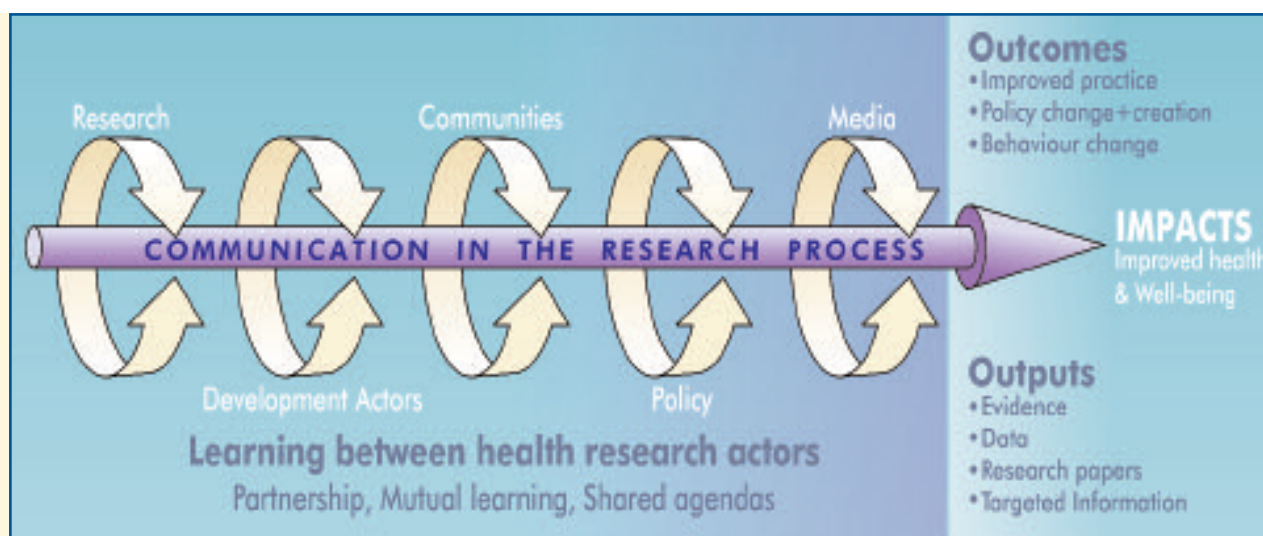 Research
Communities
Media
COMMUNICATION IN THE RESEARCH PROCESS
Development Actors
Policy
Learning between health research actors
Partnership, Mutual learning, Shared agendas
Outcomes
• Improved practice
• Policy change+creation
• Behaviour change
IMPACTS
Improved health
& Well-being
Outputs
• Evidence
• Data
• Research papers
• Targeted Information